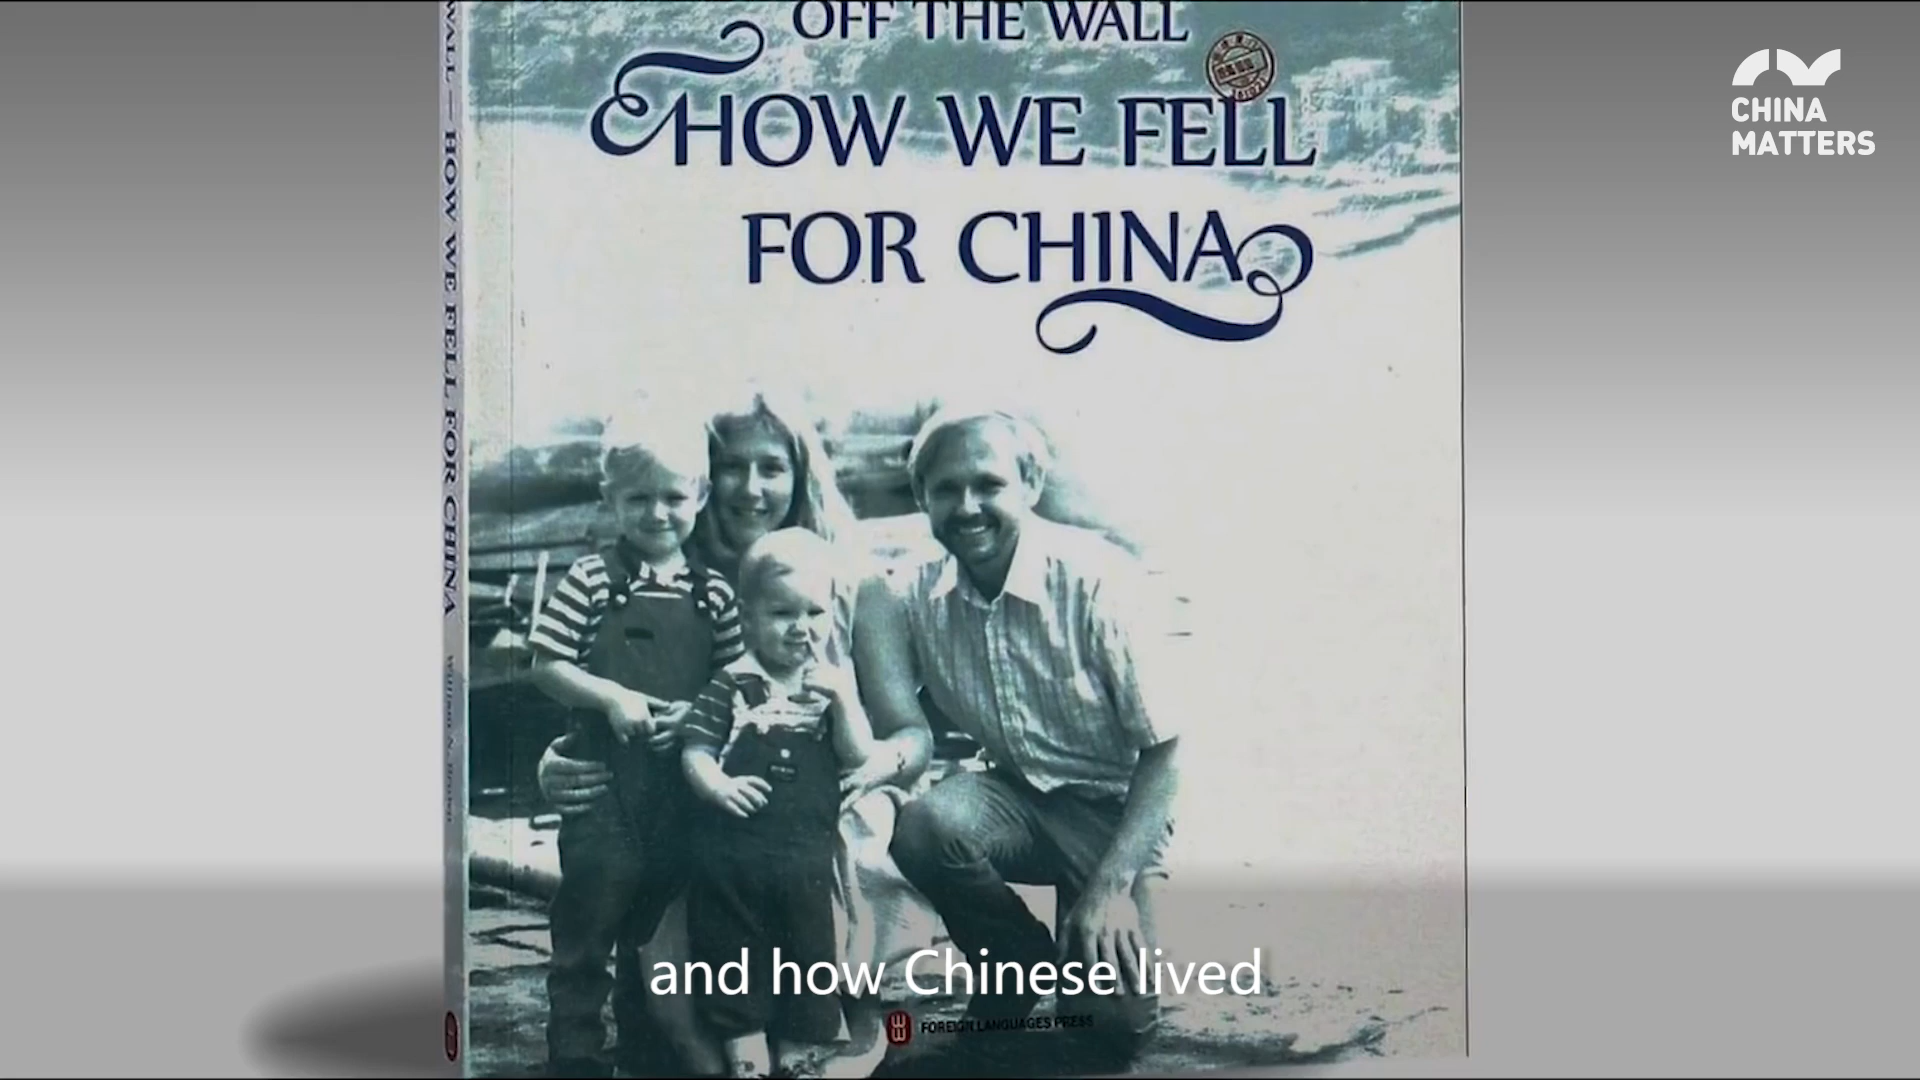 OFF THE WALL
HOW WE FELL
FOR CHINA
WALL — HOW WE FELL FOR CHINA
CHINA
MATTERS
and how Chinese lived
FOREIGN LANGUAGES PRESS